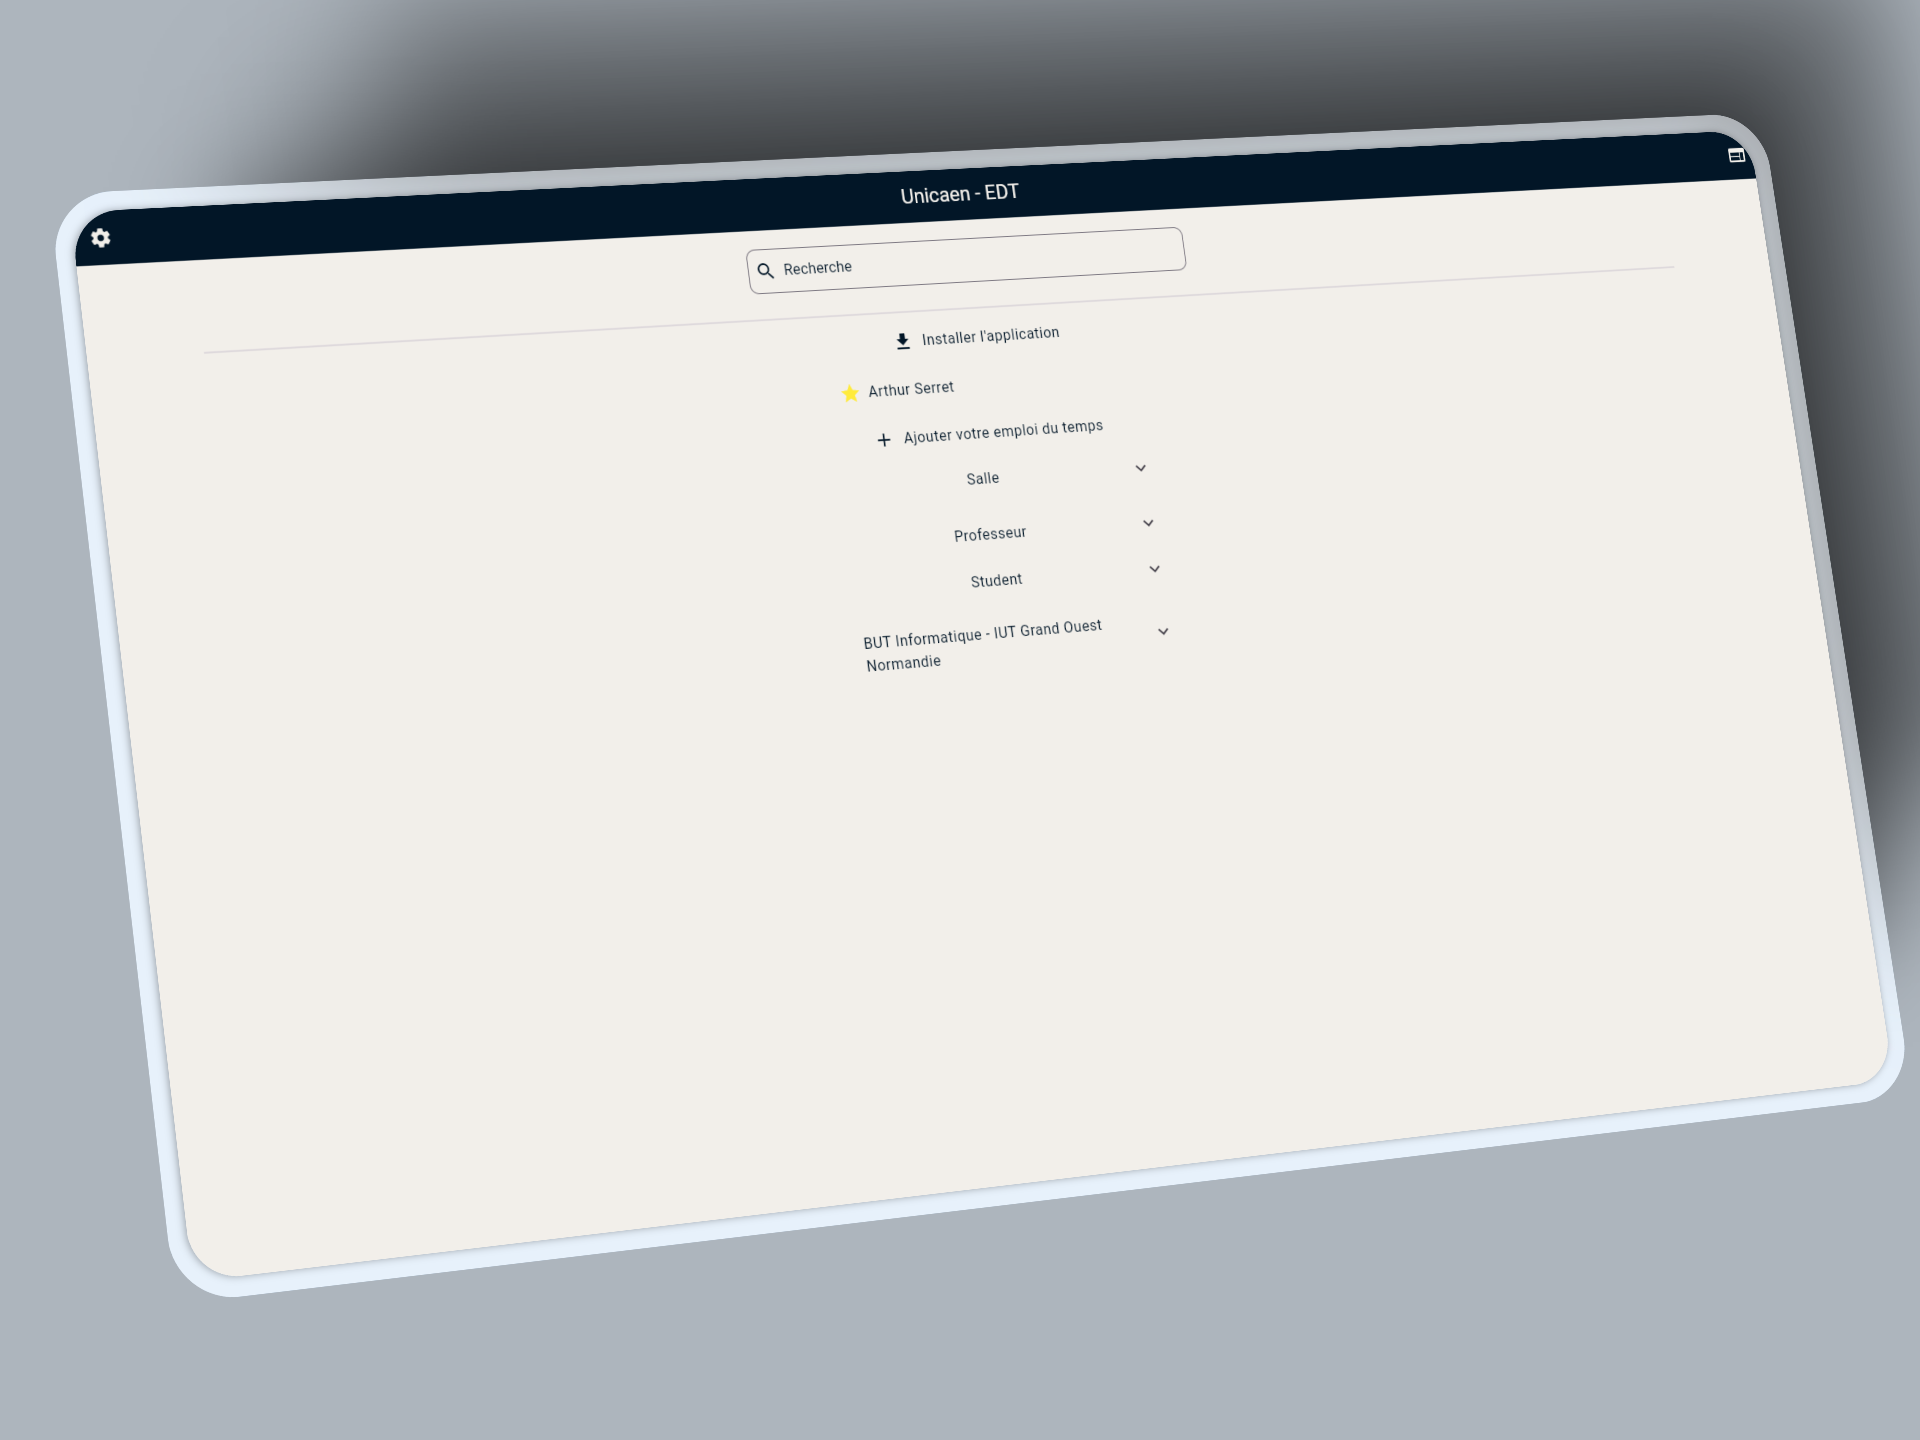 Unicaen - EDT
Recherche
Installer l'application
Arthur Serret
Ajouter votre emploi du temps
Salle
Professeur
Student
BUT Informatique - IUT Grand Ouest
Normandie